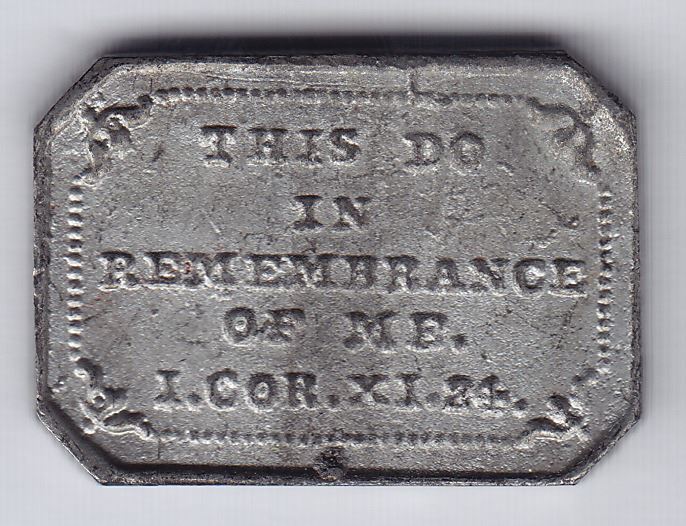 THIS DO
IN
REMEMBRANCE
OF ME.
I.COR.XI.24.